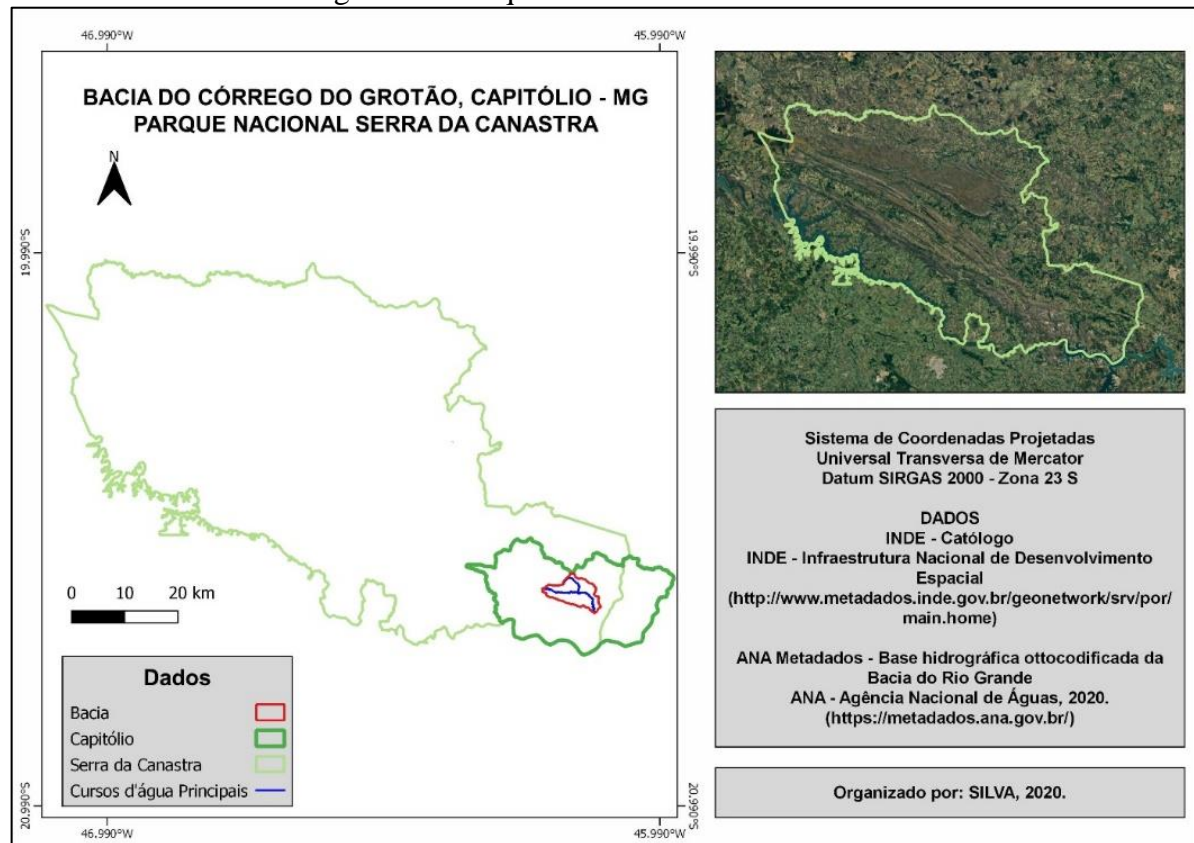 46.990°W
45.990°W
BACIA DO CÓRREGO DO GROTÃO, CAPITÓLIO - MG
PARQUE NACIONAL SERRA DA CANASTRA
N
19.990°S
19.990°S
0 10 20 km
Dados
Bacia
Capitólio
Serra da Canastra
Cursos d'água Principais
20.990°S
20.990°S
46.990°W
45.990°W
Sistema de Coordenadas Projetadas
Universal Transversa de Mercator
Datum SIRGAS 2000 - Zona 23 S
DADOS
INDE - Católogo
INDE - Infraestrutura Nacional de Desenvolvimento
Espacial
(http://www.metadados.inde.gov.br/geonetwork/srv/por/
main.home)
ANA Metadados - Base hidrográfica ottocodificada da
Bacia do Rio Grande
ANA - Agência Nacional de Águas, 2020.
(https://metadados.ana.gov.br/)
Organizado por: SILVA, 2020.